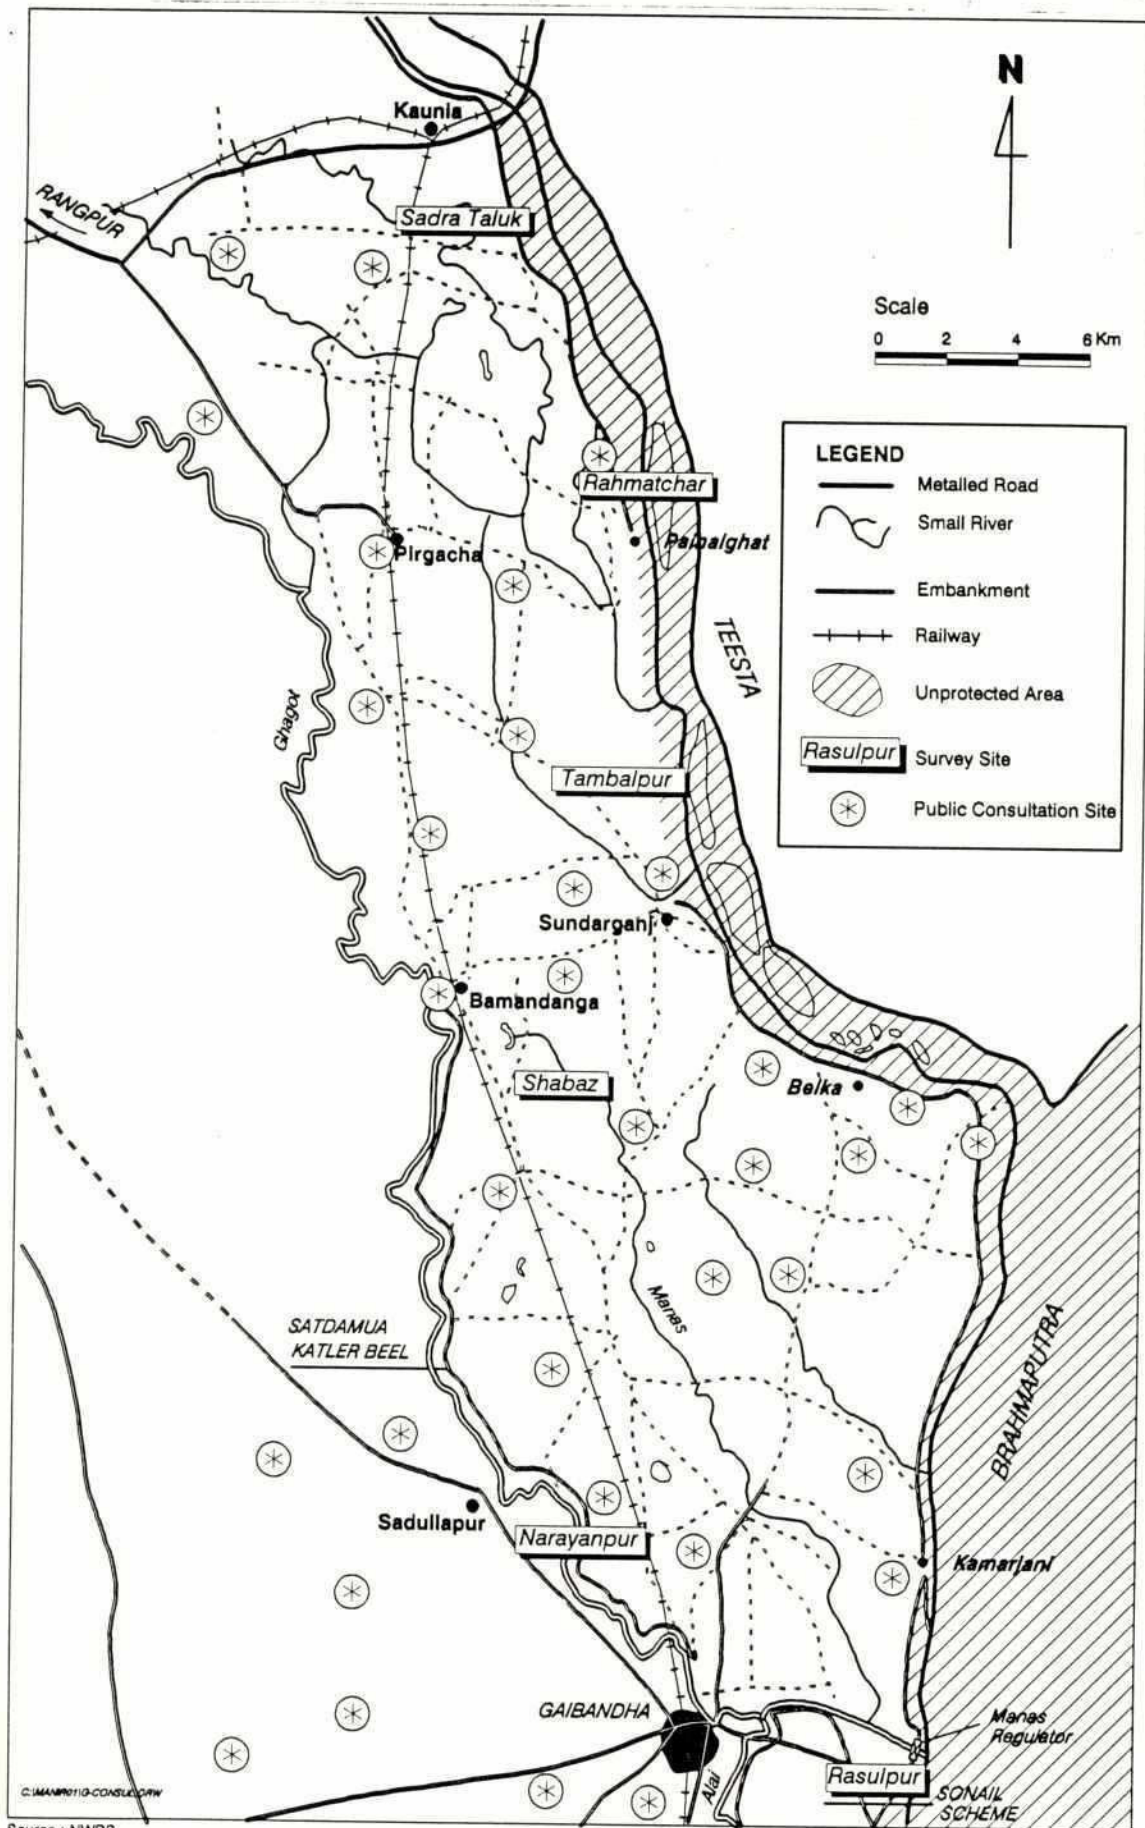 N
Kaunia
RANGPUR
Sadra Taluk
Scale
0 2 4 6 Km
LEGEND
Metalled Road
Small River
Embankment
Railway
Unprotected Area
Rasulpur Survey Site
Public Consultation Site
Rahmatchar
Pirgacha
TEESTA
Ghagot
Tambalpur
Sundarganj
Bamandanga
Shabaz
Belka
Manas
SATDAMUA
KATLER BEEL
BRAHMAPUTRA
Sadullapur
Narayanpur
Kamarjani
GAIBANDHA
Manas
Regulator
Alai
Rasulpur
SONAIL
SCHEME